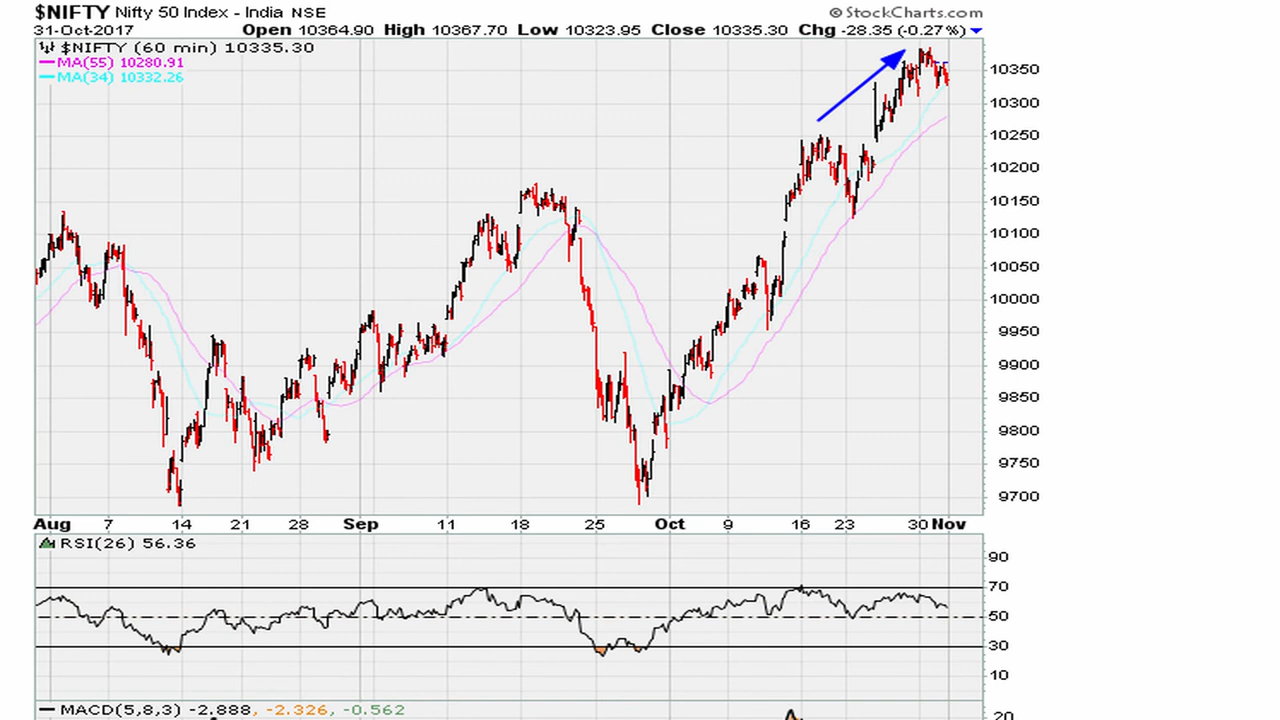 $NIFTY Nifty 50 Index - India NSE © StockCharts.com
31-Oct-2017 Open 10364.90 High 10367.70 Low 10323.95 Close 10335.30 Chg -28.35 (-0.27%)
$NIFTY (60 min) 10335.30
MA(55) 10280.91
MA(34) 10332.26
10350
10300
10250
10200
10150
10100
10050
10000
9950
9900
9850
9800
9750
9700
Aug 7 14 21 28 Sep 11 18 25 Oct 9 16 23 30 Nov
RSI(26) 56.36
90
70
50
30
10
MACD(5,8,3) -2.888, -2.326, -0.562
20